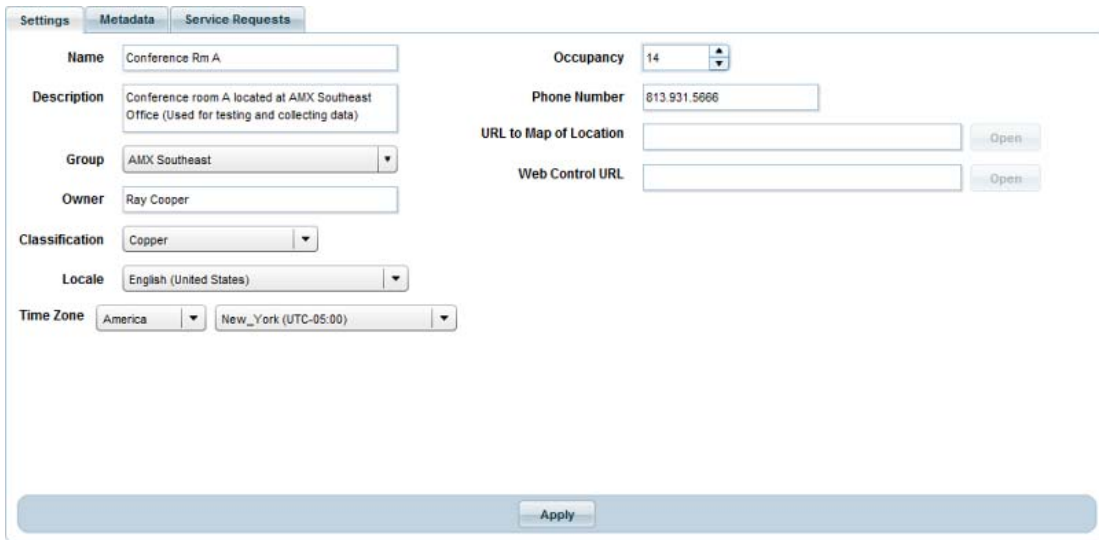 Settings Metadata Service Requests
Name Conference Rm A
Description Conference room A located at AMX Southeast
Office (Used for testing and collecting data)
Group AMX Southeast
Owner Ray Cooper
Classification Copper
Locale English (United States)
Time Zone America New_York (UTC-05:00)
Occupancy 14
Phone Number 813.931.5666
URL to Map of Location Open
Web Control URL Open
Apply